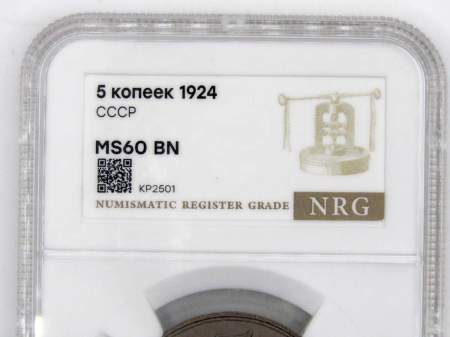 5 копеек 1924
СССР
MS60 BN
KP2501
NUMISMATIC REGISTER GRADE NRG